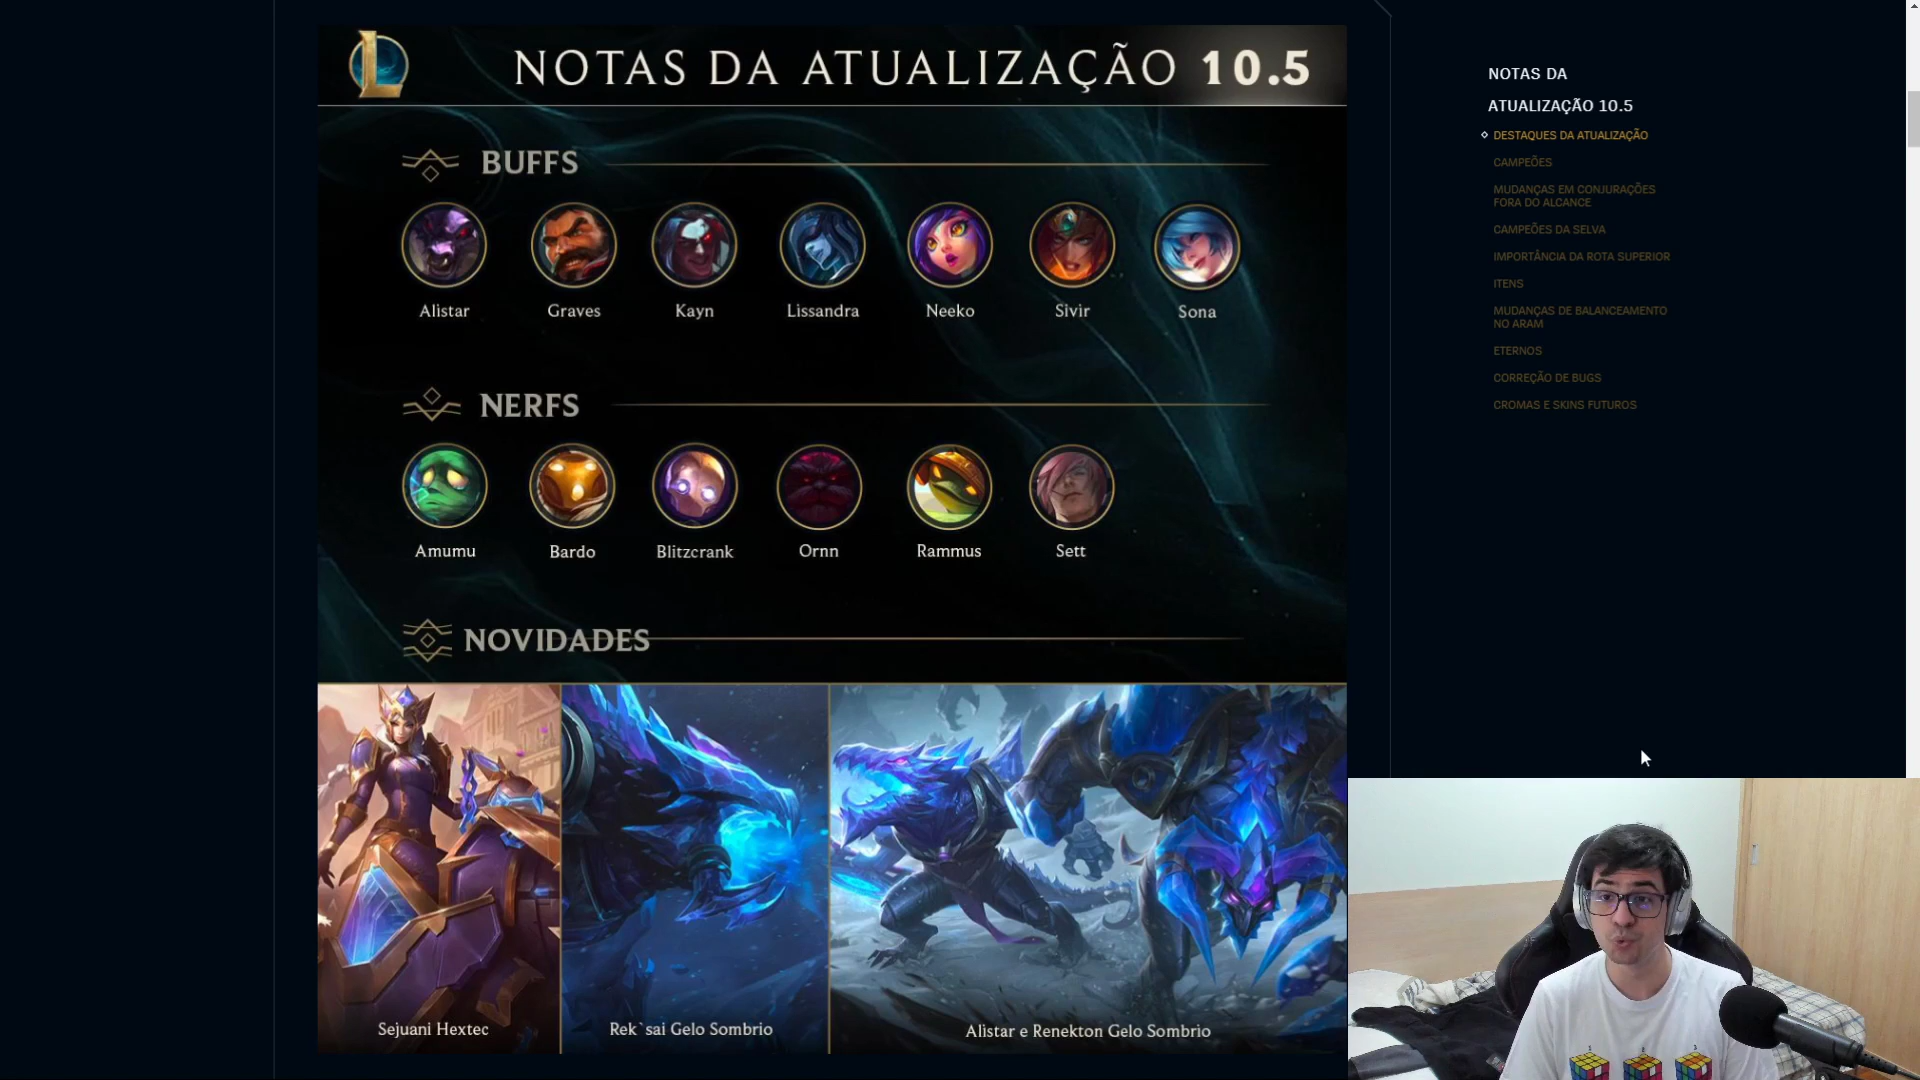 NOTAS DA ATUALIZAÇÃO 10.5
BUFFS
Alistar
Graves
Kayn
Lissandra
Neeko
Sivir
Sona
NERFS
Amumu
Bardo
Blitzcrank
Ornn
Rammus
Sett
NOVIDADES
Sejuani Hextec
Rek`sai Gelo Sombrio
Alistar e Renekton Gelo Sombrio
NOTAS DA
ATUALIZAÇÃO 10.5
DESTAQUES DA ATUALIZAÇÃO
CAMPEÕES
MUDANÇAS EM CONJURAÇÕES
FORA DO ALCANCE
CAMPEÕES DA SELVA
IMPORTÂNCIA DA ROTA SUPERIOR
ITENS
MUDANÇAS DE BALANCEAMENTO
NO ARAM
ETERNOS
CORREÇÃO DE BUGS
CROMAS E SKINS FUTUROS
1 2 3